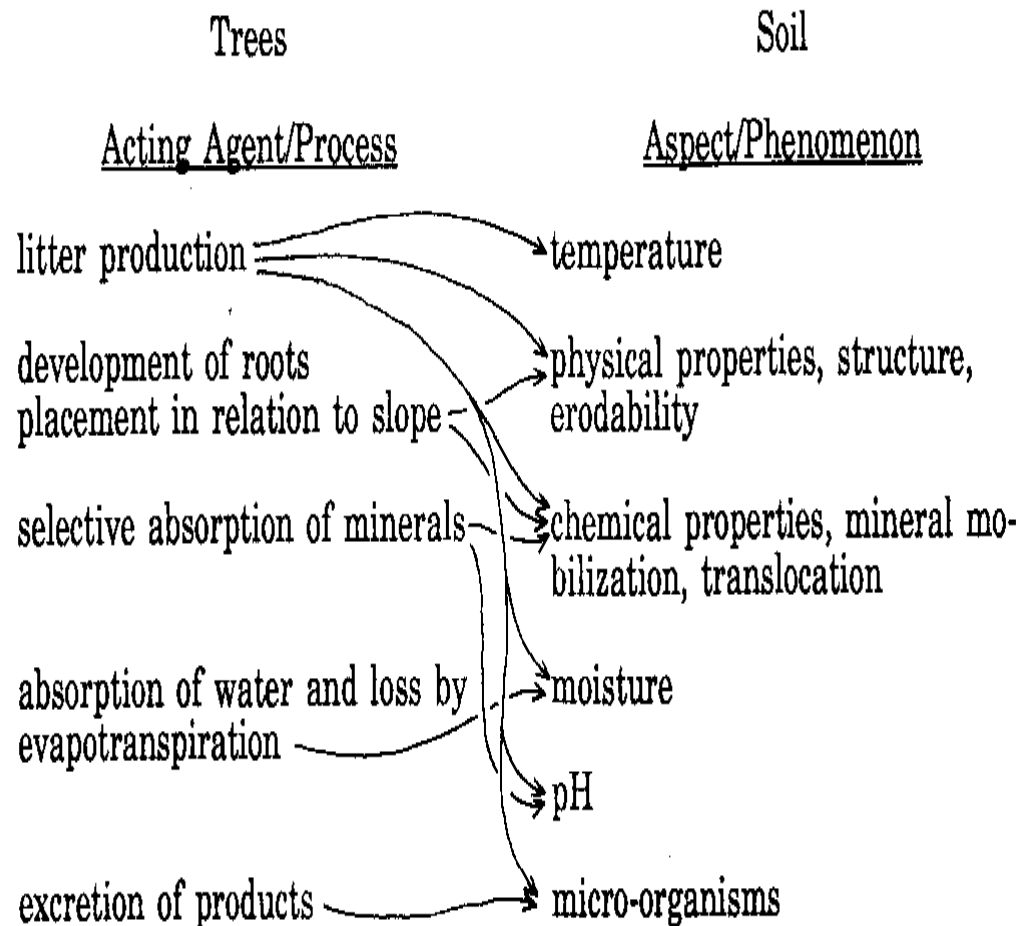 Trees
Soil
Acting Agent/Process
Aspect/Phenomenon
litter production
temperature
development of roots
placement in relation to slope
physical properties, structure,
erodability
selective absorption of minerals
chemical properties, mineral mo-
bilization, translocation
absorption of water and loss by
evapotranspiration
moisture
pH
excretion of products
micro-organisms